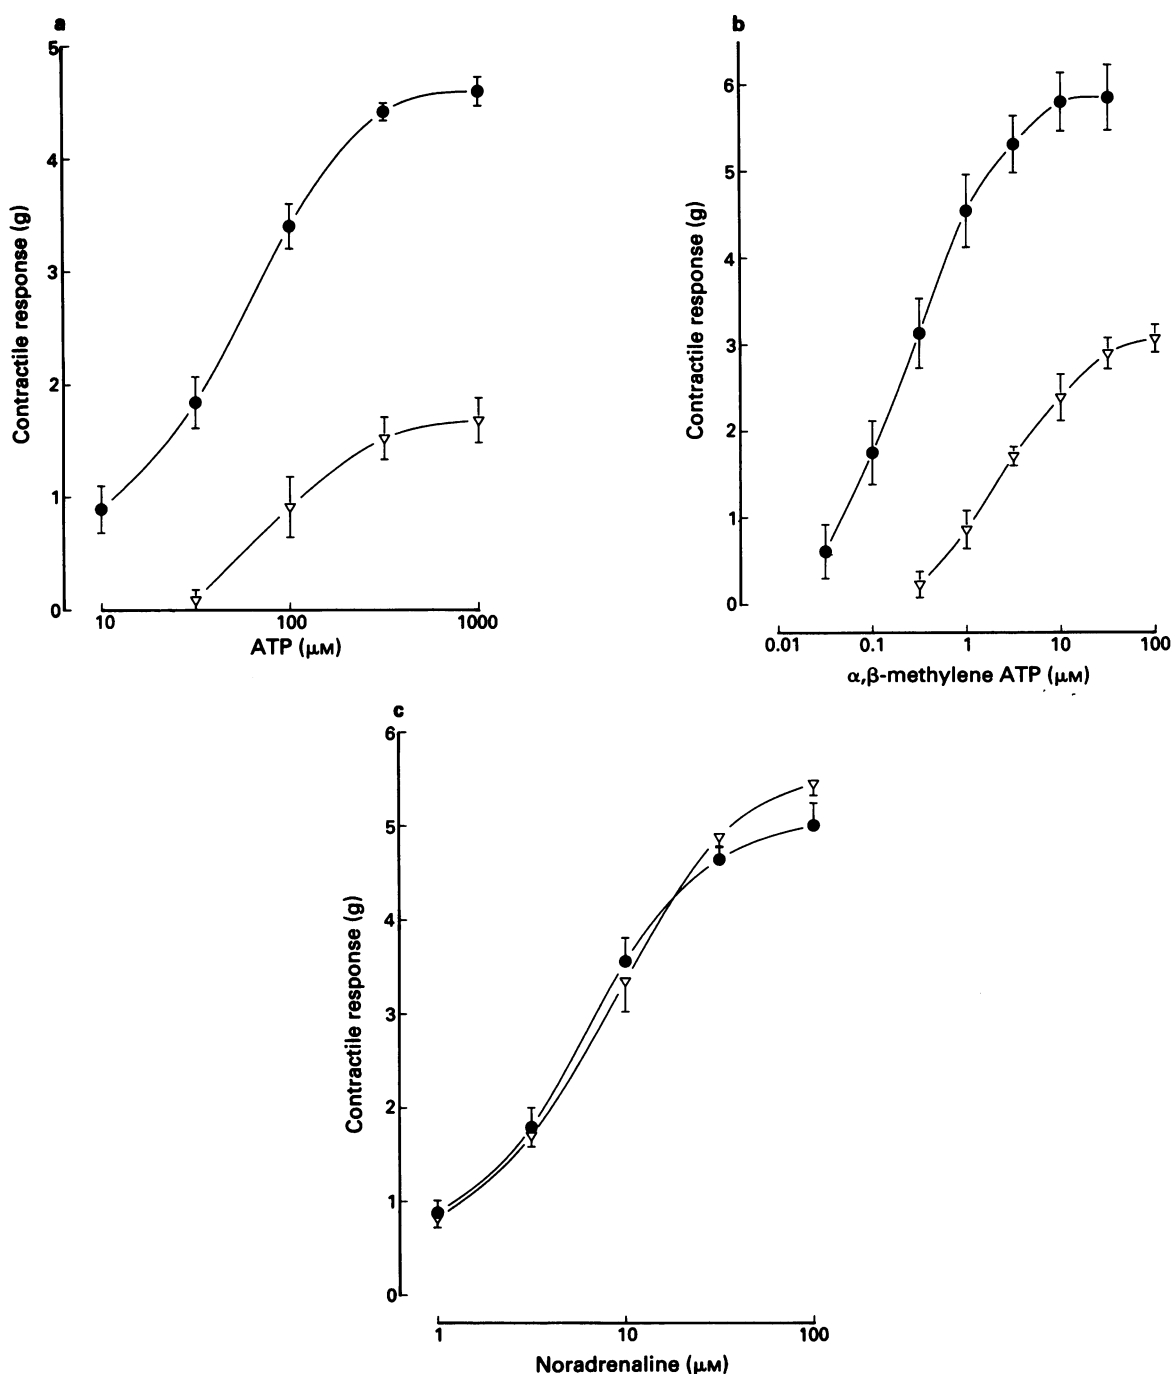 a
5
4
3
2
1
0
Contractile response (g)
10 100 1000
ATP (μM)
b
6
5
4
3
2
1
0
Contractile response (g)
0.01 0.1 1 10 100
α,β-methylene ATP (μM)
c
6
5
4
3
2
1
0
Contractile response (g)
1 10 100
Noradrenaline (μM)